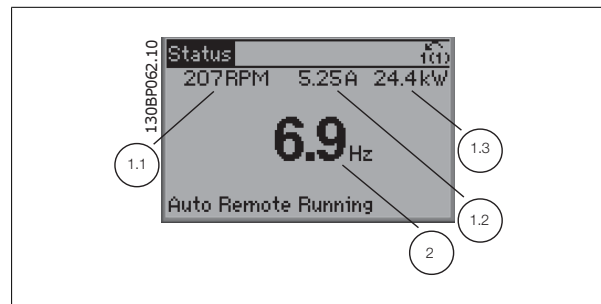 130BP062.10
Status
1(1)
207RPM 5.25A 24.4kW
6.9Hz
Auto Remote Running
1.1
1.3
1.2
2